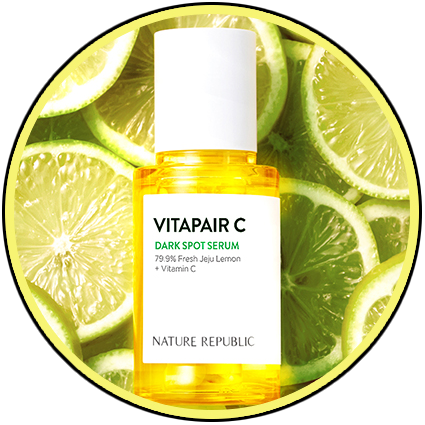 VITAPAIR C
DARK SPOT SERUM
79.9% Fresh Jeju Lemon
+ Vitamin C
NATURE REPUBLIC